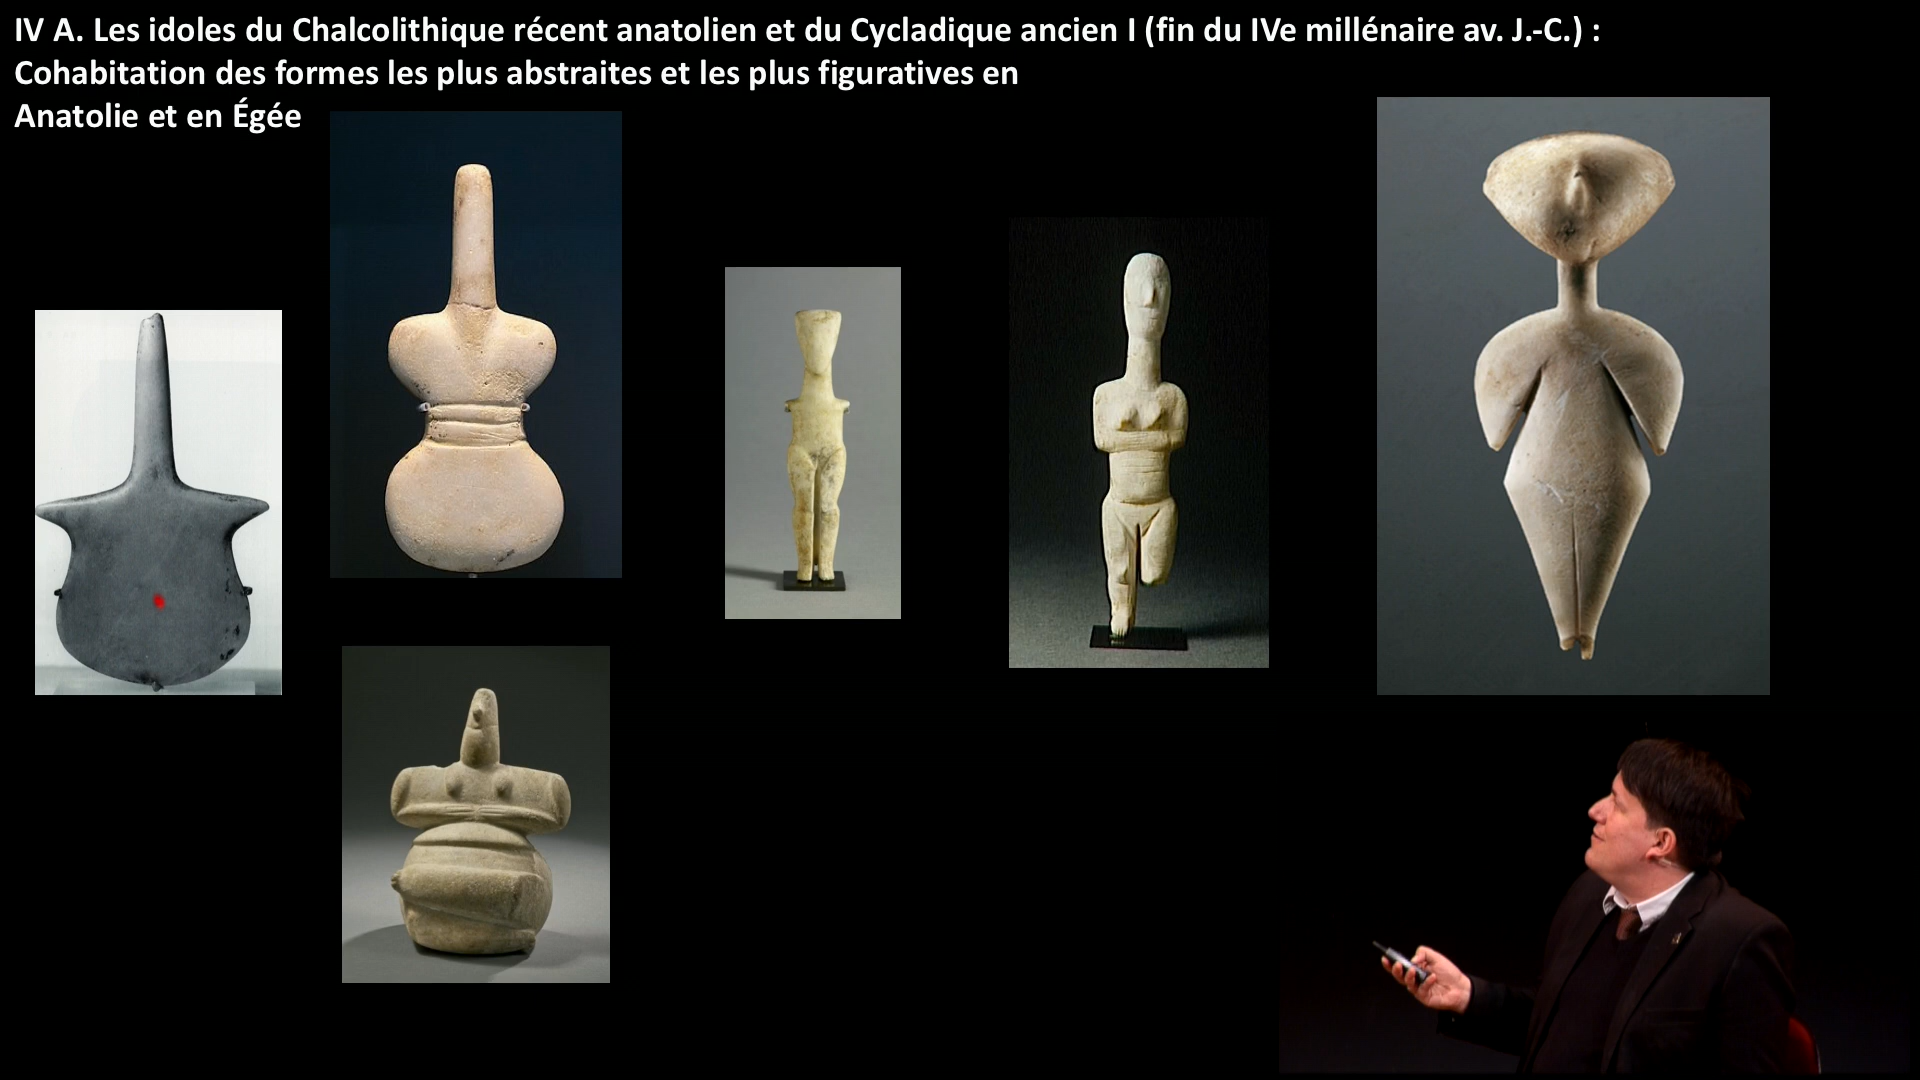 IV A. Les idoles du Chalcolithique récent anatolien et du Cycladique ancien I (fin du IVe millénaire av. J.-C.) :
Cohabitation des formes les plus abstraites et les plus figuratives en
Anatolie et en Égée